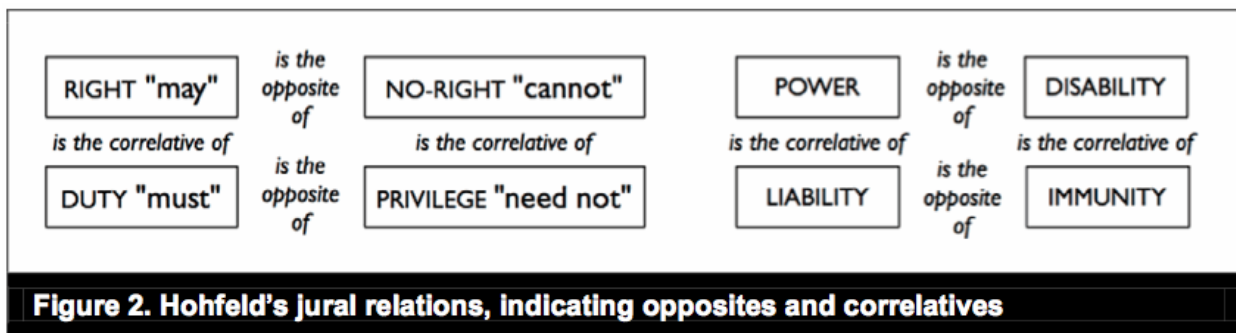 RIGHT "may"
is the
opposite
of
NO-RIGHT "cannot"
is the correlative of
is the correlative of
DUTY "must"
is the
opposite
of
PRIVILEGE "need not"
POWER
is the
opposite
of
DISABILITY
is the correlative of
is the correlative of
LIABILITY
is the
opposite
of
IMMUNITY
Figure 2. Hohfeld's jural relations, indicating opposites and correlatives